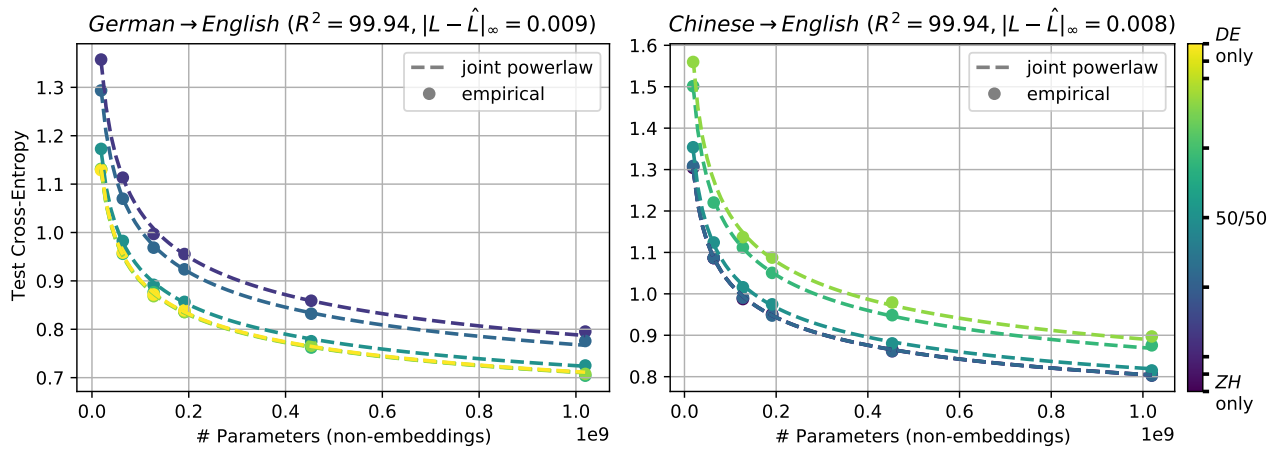 German → English (R² = 99.94, |L − L̂|∞ = 0.009)
joint powerlaw
empirical
Test Cross-Entropy
1.3
1.2
1.1
1.0
0.9
0.8
0.7
0.0 0.2 0.4 0.6 0.8 1.0
1e9
# Parameters (non-embeddings)
Chinese → English (R² = 99.94, |L − L̂|∞ = 0.008)
joint powerlaw
empirical
1.6
1.5
1.4
1.3
1.2
1.1
1.0
0.9
0.8
0.0 0.2 0.4 0.6 0.8 1.0
1e9
# Parameters (non-embeddings)
DE
only
50/50
ZH
only